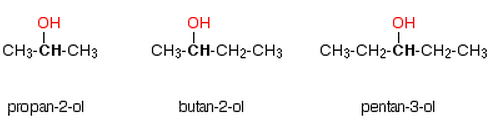 OH OH OH
CH3-CH-CH3 CH3-CH-CH2-CH3 CH3-CH2-CH-CH2-CH3
propan-2-ol butan-2-ol pentan-3-ol